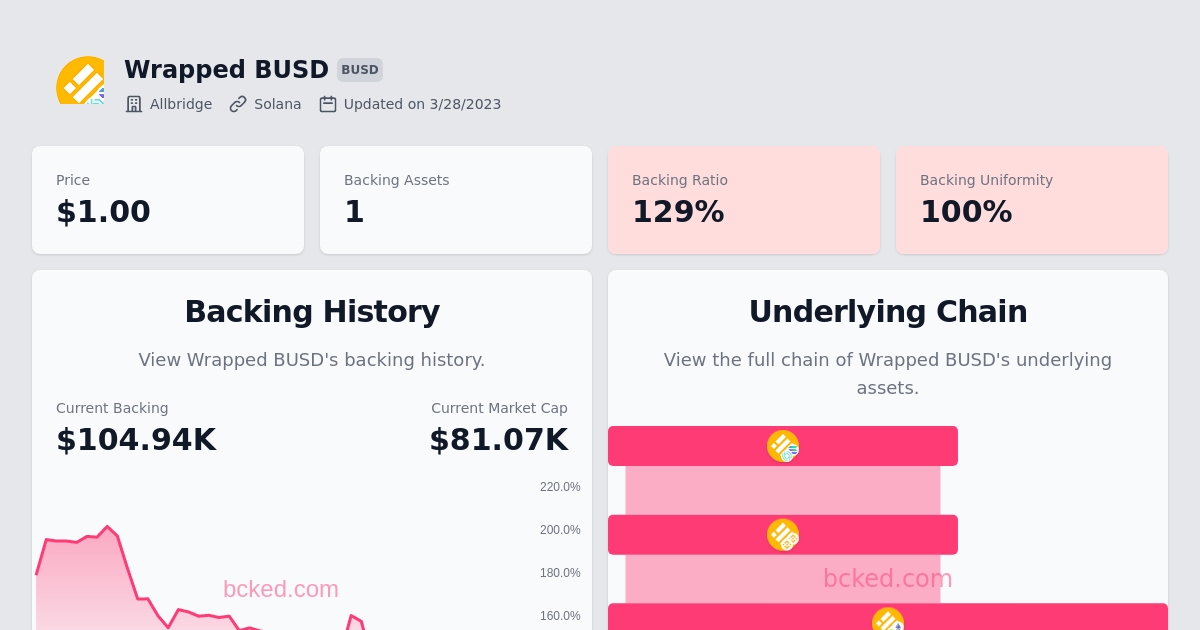 Wrapped BUSD BUSD
Allbridge Solana Updated on 3/28/2023
Price
$1.00
Backing Assets
1
Backing Ratio
129%
Backing Uniformity
100%
Backing History
View Wrapped BUSD's backing history.
Current Backing
$104.94K
Current Market Cap
$81.07K
220.0%
200.0%
180.0%
160.0%
bcked.com
Underlying Chain
View the full chain of Wrapped BUSD's underlying
assets.
bcked.com